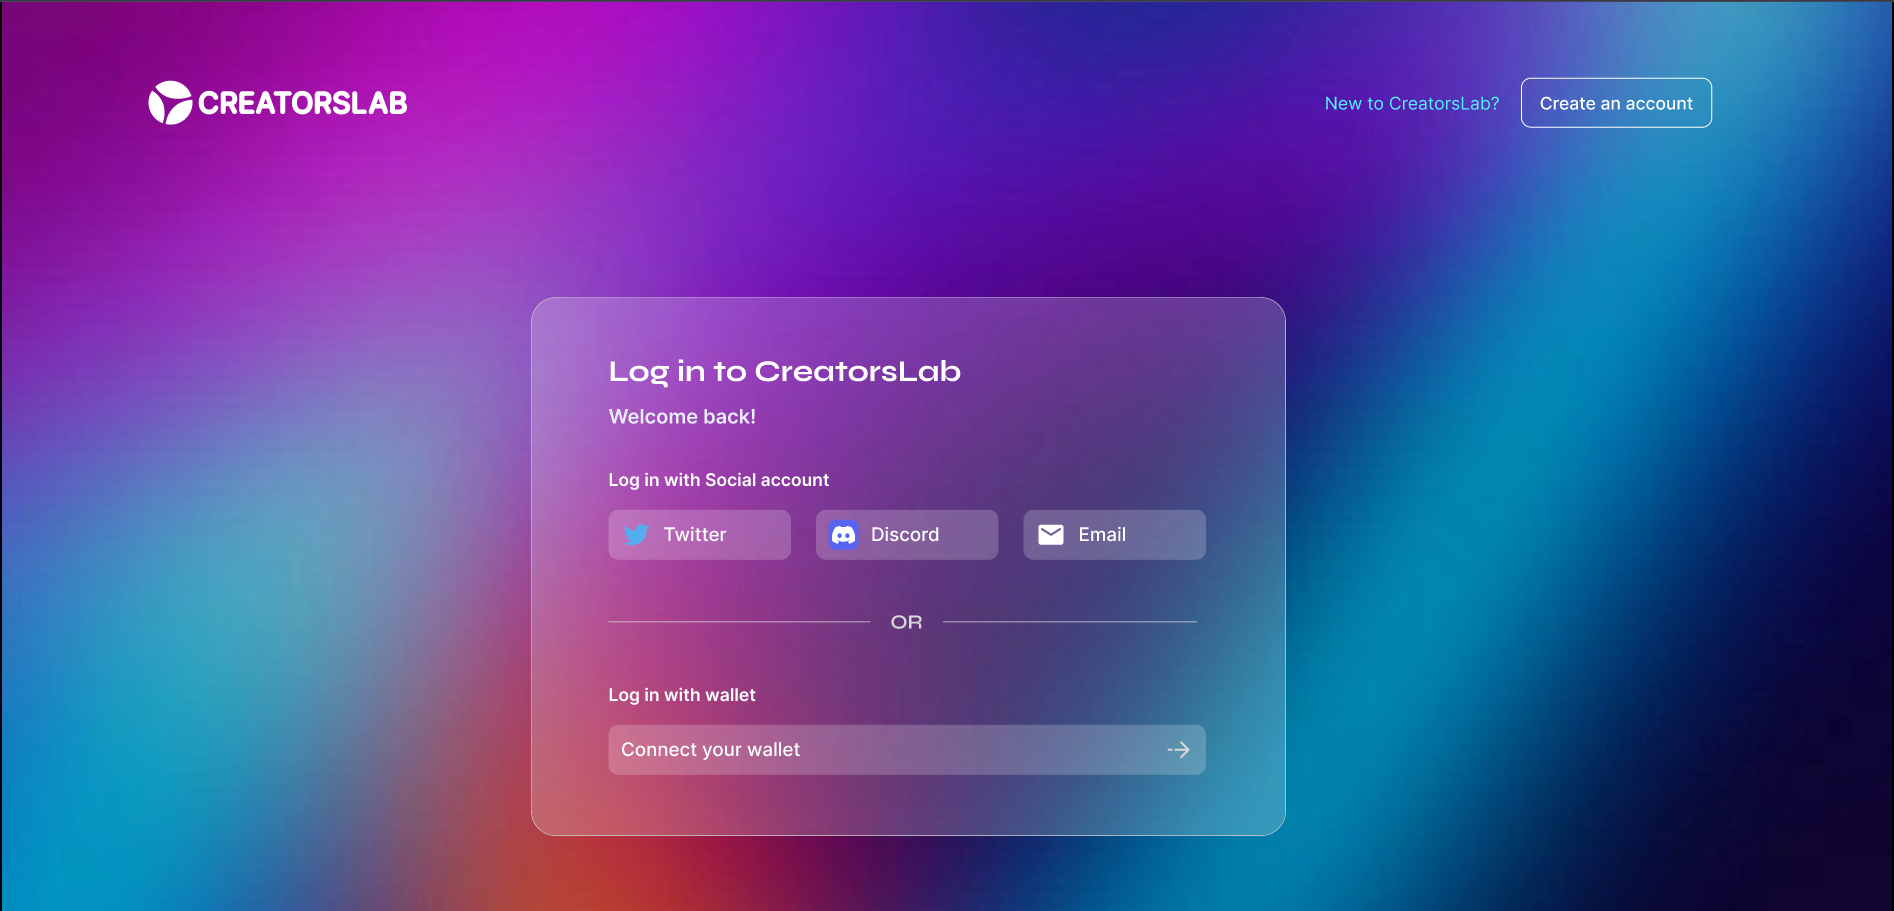 CREATORSLAB
New to CreatorsLab?
Create an account
Log in to CreatorsLab
Welcome back!
Log in with Social account
Twitter
Discord
Email
OR
Log in with wallet
Connect your wallet